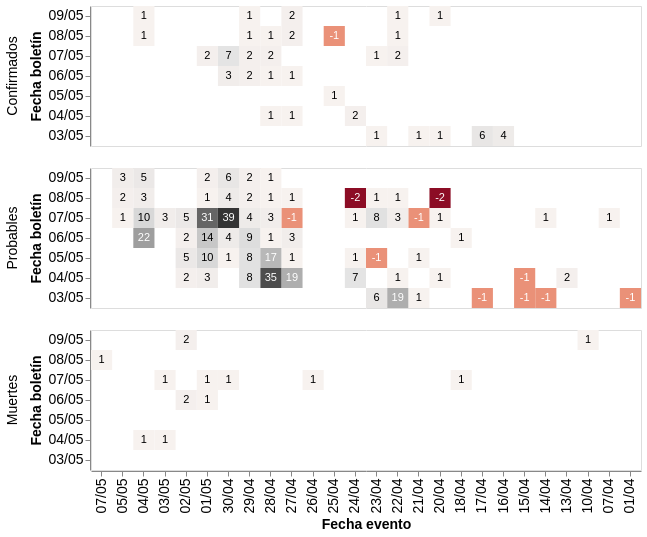 Confirmados
Fecha boletín
09/05 1 1 2 1 1
08/05 1 1 1 2 -1 1
07/05 2 7 2 2 1 2
06/05 3 2 1 1
05/05 1
04/05 1 1 2
03/05 1 1 1 6 4
Probables
Fecha boletín
09/05 3 5 2 6 2 1
08/05 2 3 1 4 2 1 1 -2 1 1 -2
07/05 1 10 3 5 31 39 4 3 -1 1 8 3 -1 1 1 1
06/05 22 2 14 4 9 1 3 1
05/05 5 10 1 8 17 1 1 -1 1
04/05 2 3 8 35 19 7 1 1 -1 2
03/05 6 19 1 -1 -1 -1 -1
Muertes
Fecha boletín
09/05 2 1
08/05 1
07/05 1 1 1 1 1
06/05 2 1
05/05
04/05 1 1
03/05
07/05 05/05 04/05 03/05 02/05 01/05 30/04 29/04 28/04 27/04 26/04 25/04 24/04 23/04 22/04 21/04 20/04 18/04 17/04 16/04 15/04 14/04 13/04 10/04 07/04 01/04
Fecha evento